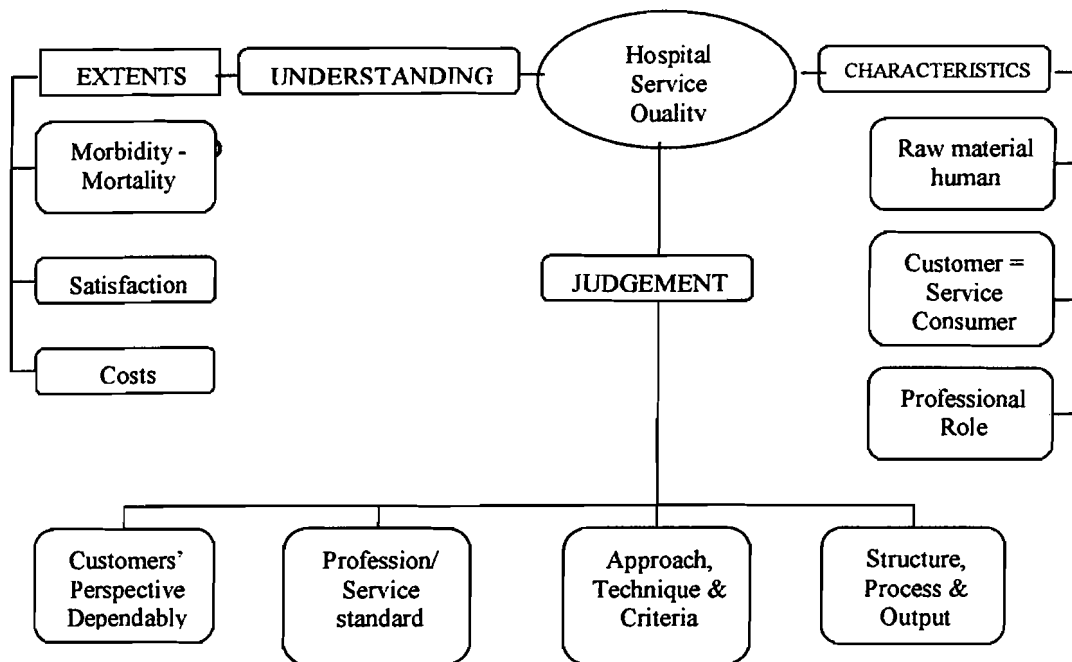 EXTENTS
UNDERSTANDING
Hospital
Service
Quality
CHARACTERISTICS
Morbidity -
Mortality
Satisfaction
Costs
JUDGEMENT
Raw material
human
Customer =
Service
Consumer
Professional
Role
Customers'
Perspective
Dependably
Profession/
Service
standard
Approach,
Technique &
Criteria
Structure,
Process &
Output